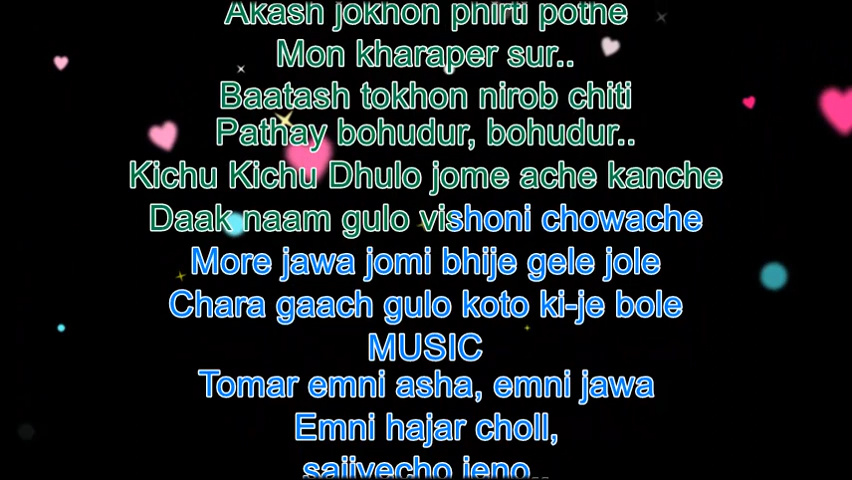 Akash jokhon phirti pothe
Mon kharaper sur..
Baatash tokhon nirob chiti
Pathay bohudur, bohudur..
Kichu Kichu Dhulo jome ache kanche
Daak naam gulo vishoni chowache
More jawa jomi bhije gele jole
Chara gaach gulo koto ki-je bole
MUSIC
Tomar emni asha, emni jawa
Emni hajar choll,
sajiyecho jeno..